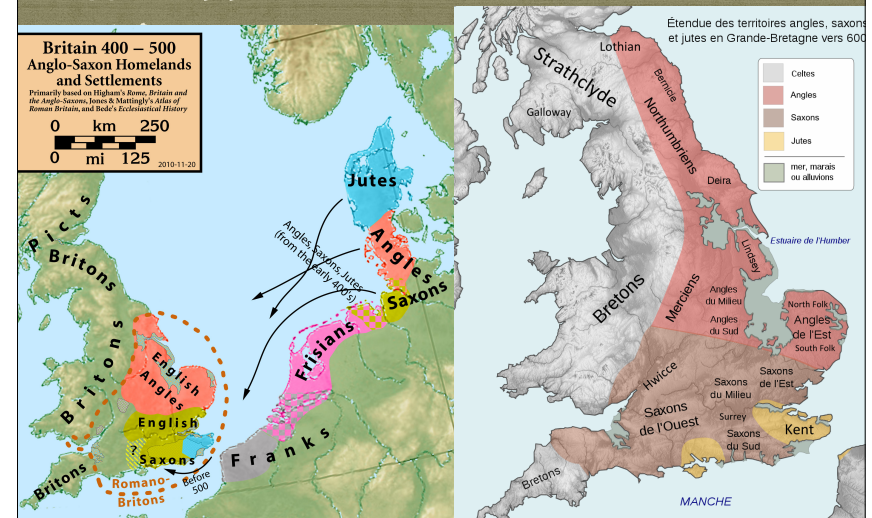 Britain 400 – 500
Anglo-Saxon Homelands
and Settlements
Primarily based on Higham's Rome, Britain and
the Anglo-Saxons, Jones & Mattingly's Atlas of
Roman Britain, and Bede's Ecclesiastical History
0 km 250
0 mi 125
2010-11-20
Jutes
Angles
Saxons
Angles, Saxons, Jutes
(from the early 400's)
Picts
Britons
Britons
Frisians
English
Angles
English
?
Saxons
Franks
Britons
Before
500
Romano-
Britons
Étendue des territoires angles, saxons
et jutes en Grande-Bretagne vers 600
Celtes
Angles
Saxons
Jutes
mer, marais
ou alluvions
Lothian
Strathclyde
Bernicie
Galloway
Northumbriens
Deira
Estuaire de l'Humber
Lindsey
Bretons
Merciens
Angles
du Milieu
North Folk
Angles
de l'Est
South Folk
Angles
du Sud
Hwicce
Saxons
de l'Est
Saxons
du Milieu
Saxons
de l'Ouest
Surrey
Kent
Saxons
du Sud
Bretons
MANCHE